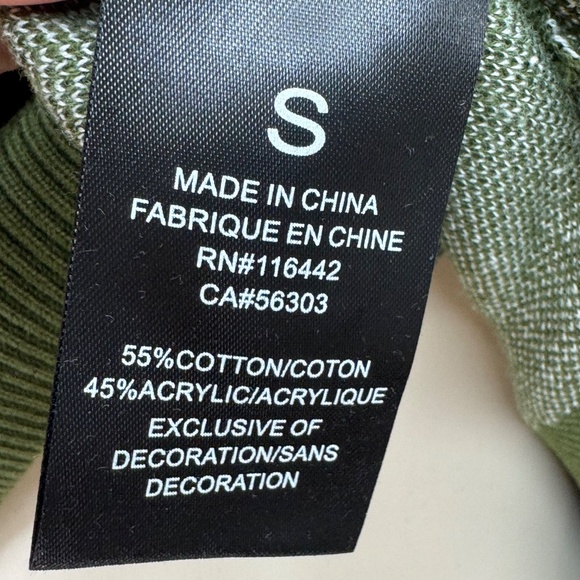 S
MADE IN CHINA
FABRIQUE EN CHINE
RN#116442
CA#56303
55%COTTON/COTON
45%ACRYLIC/ACRYLIQUE
EXCLUSIVE OF
DECORATION/SANS
DECORATION